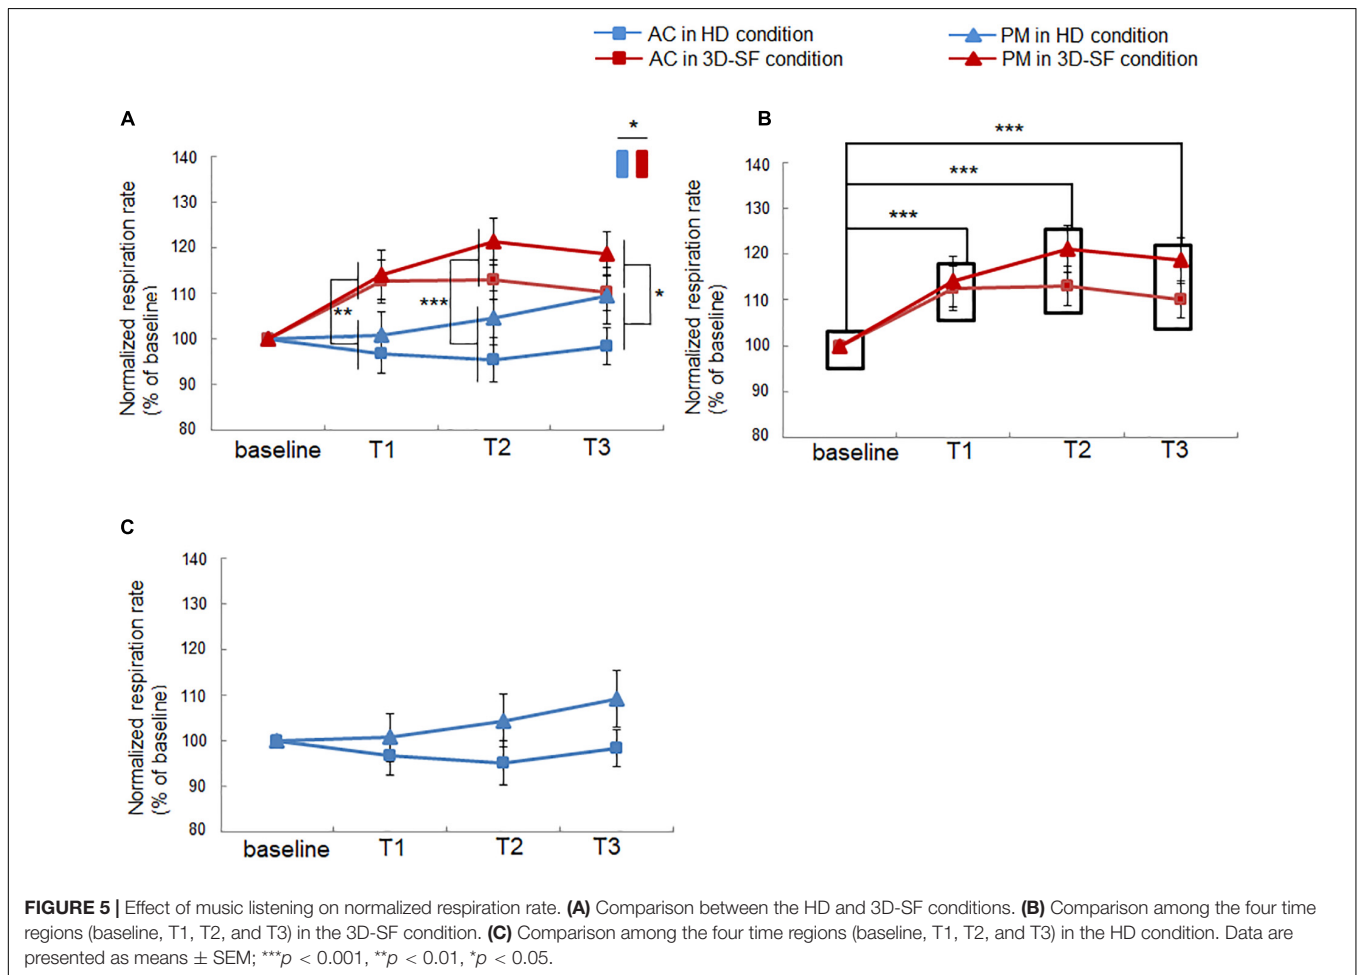 AC in HD condition
PM in HD condition
AC in 3D-SF condition
PM in 3D-SF condition
A
*
Normalized respiration rate
(% of baseline)
140
130
120
110
100
90
80
**
***
*
baseline T1 T2 T3
B
***
***
***
Normalized respiration rate
(% of baseline)
140
130
120
110
100
90
80
baseline T1 T2 T3
C
Normalized respiration rate
(% of baseline)
140
130
120
110
100
90
80
baseline T1 T2 T3
FIGURE 5 | Effect of music listening on normalized respiration rate. (A) Comparison between the HD and 3D-SF conditions. (B) Comparison among the four time
regions (baseline, T1, T2, and T3) in the 3D-SF condition. (C) Comparison among the four time regions (baseline, T1, T2, and T3) in the HD condition. Data are
presented as means ± SEM; ***p < 0.001, **p < 0.01, *p < 0.05.